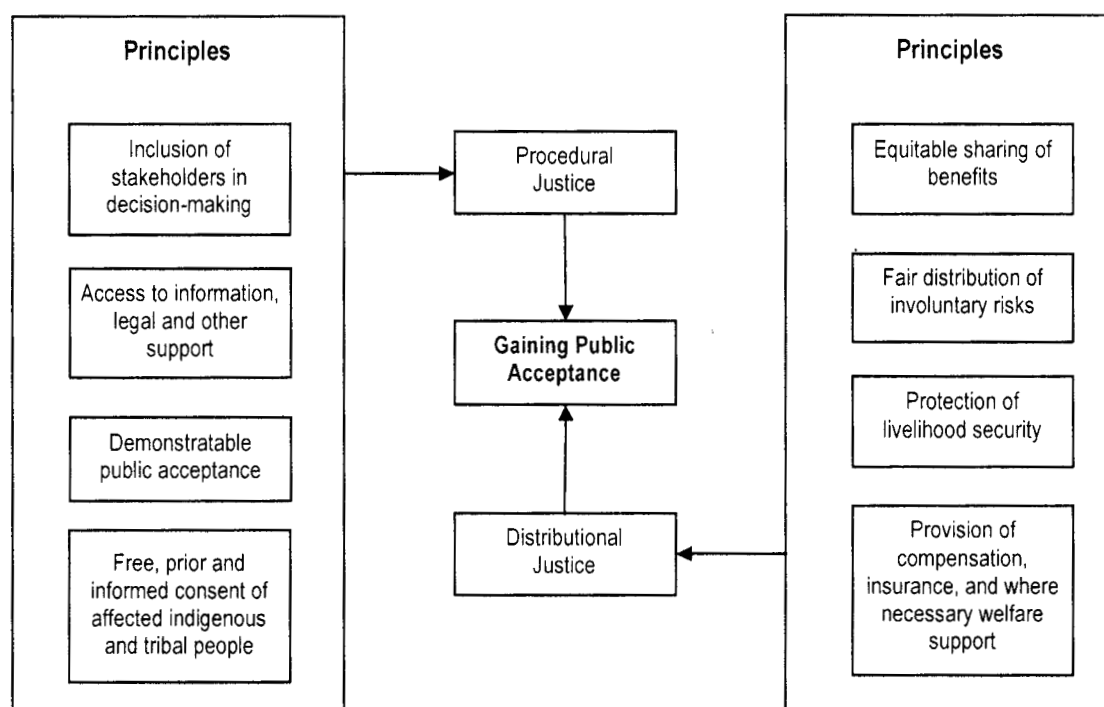 Principles
Inclusion of
stakeholders in
decision-making
Access to information,
legal and other
support
Demonstratable
public acceptance
Free, prior and
informed consent of
affected indigenous
and tribal people
Procedural
Justice
Gaining Public
Acceptance
Distributional
Justice
Principles
Equitable sharing of
benefits
Fair distribution of
involuntary risks
Protection of
livelihood security
Provision of
compensation,
insurance, and where
necessary welfare
support